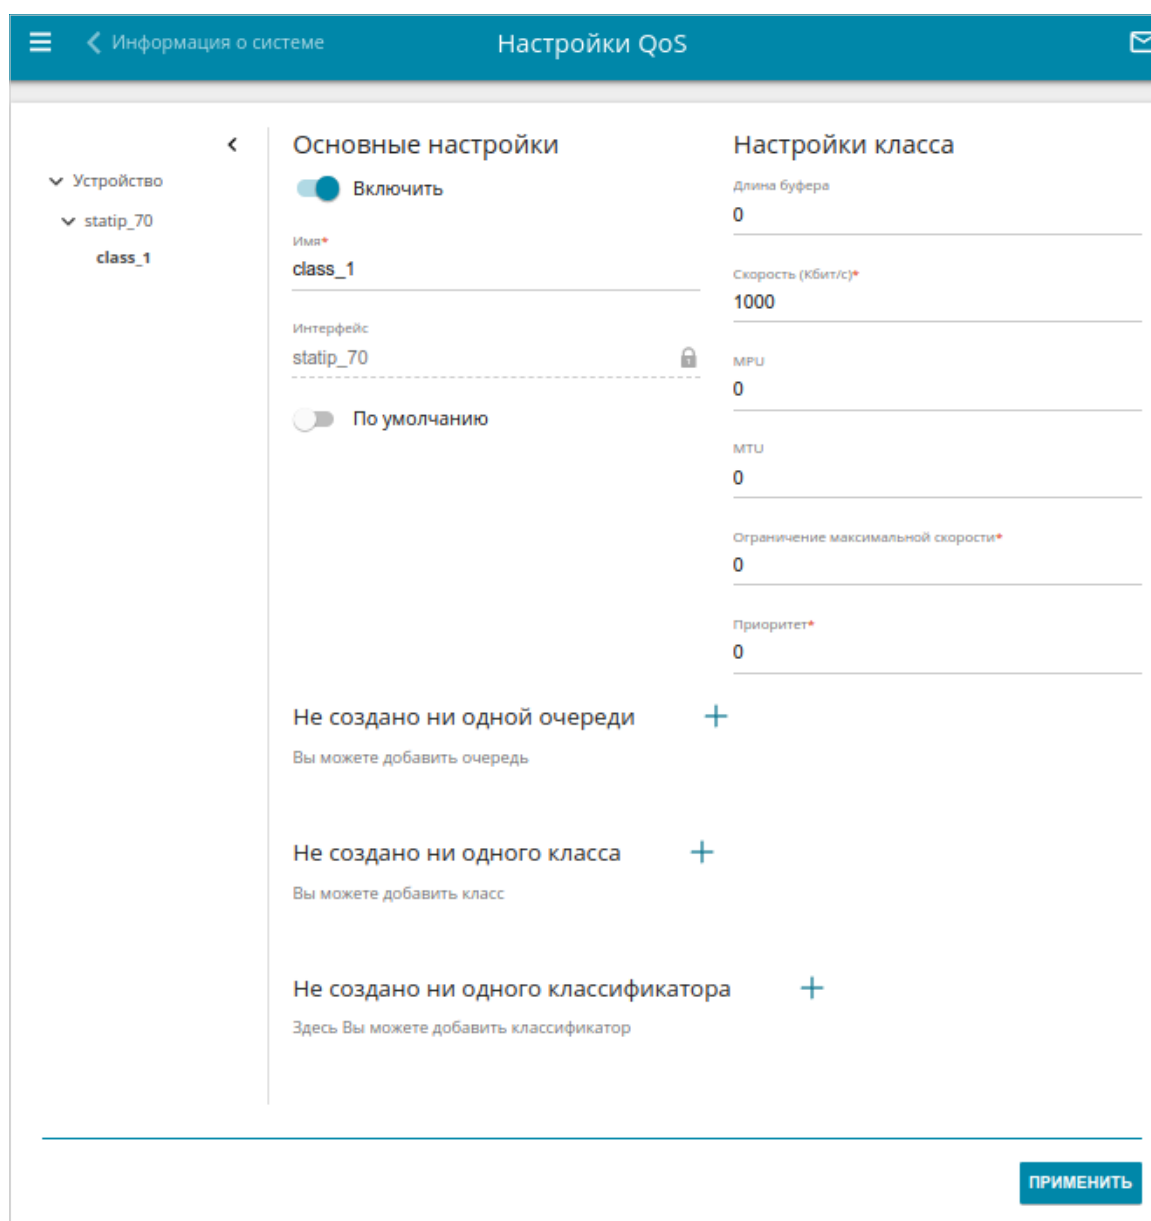 Информация о системе
Настройки QoS
Устройство
statip_70
class_1
Основные настройки
Включить
Имя*
class_1
Интерфейс
statip_70
По умолчанию
Настройки класса
Длина буфера
0
Скорость (Кбит/с)*
1000
MPU
0
MTU
0
Ограничение максимальной скорости*
0
Приоритет*
0
Не создано ни одной очереди
Вы можете добавить очередь
Не создано ни одного класса
Вы можете добавить класс
Не создано ни одного классификатора
Здесь Вы можете добавить классификатор
ПРИМЕНИТЬ